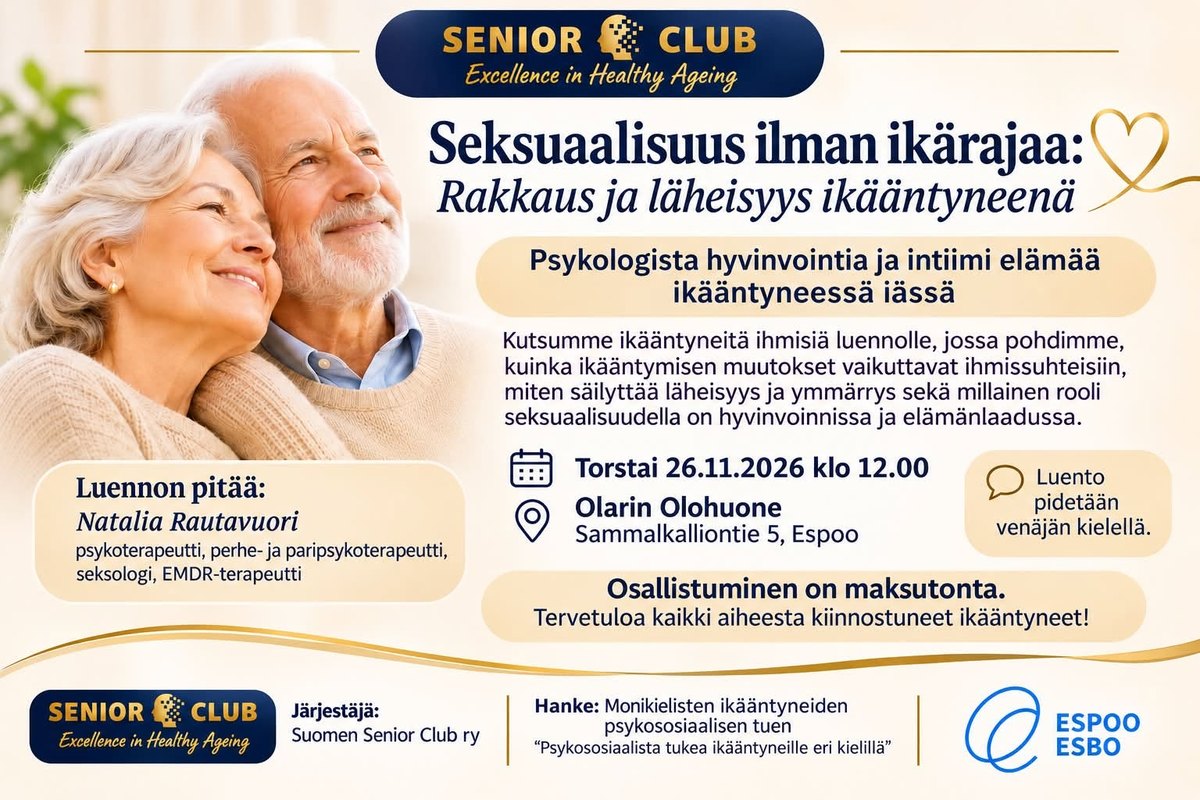 SENIOR CLUB
Excellence in Healthy Ageing
Seksuaalisuus ilman ikärajaa:
Rakkaus ja läheisyys ikääntyneenä
Psykologista hyvinvointia ja intiimi elämää
ikääntyneessä iässä
Kutsumme ikääntyneitä ihmisiä luennolle, jossa pohdimme,
kuinka ikääntymisen muutokset vaikuttavat ihmissuhteisiin,
miten säilyttää läheisyys ja ymmärrys sekä millainen rooli
seksuaalisuudella on hyvinvoinnissa ja elämänlaadussa.
Torstai 26.11.2026 klo 12.00
Olarin Olohuone
Sammalkalliontie 5, Espoo
Luento
pidetään
venäjän kielellä.
Luennon pitää:
Natalia Rautavuori
psykoterapeutti, perhe- ja paripsykoterapeutti,
seksologi, EMDR-terapeutti
Osallistuminen on maksutonta.
Tervetuloa kaikki aiheesta kiinnostuneet ikääntyneet!
SENIOR CLUB
Excellence in Healthy Ageing
Järjestäjä:
Suomen Senior Club ry
Hanke: Monikielisten ikääntyneiden
psykososiaalisen tuen
“Psykososiaalista tukea ikääntyneille eri kielillä”
ESPOO
ESBO